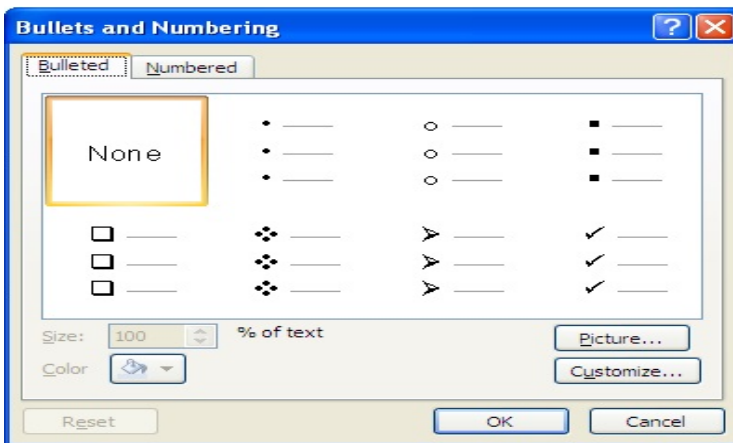 Bullets and Numbering
Bulleted Numbered
None
Size: 100 % of text
Picture...
Color
Customize...
Reset OK Cancel